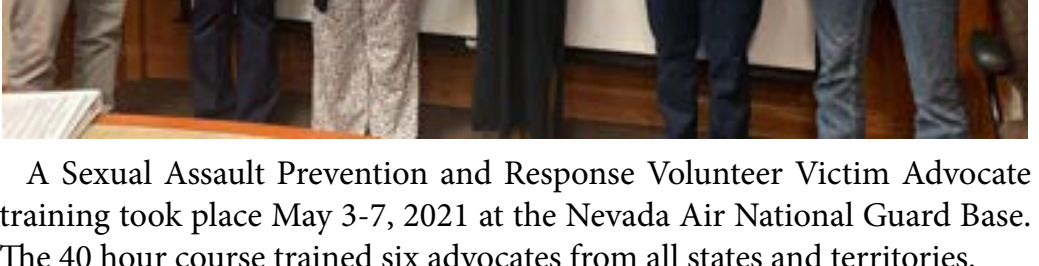 A Sexual Assault Prevention and Response Volunteer Victim Advocate
training took place May 3-7, 2021 at the Nevada Air National Guard Base.
The 40 hour course trained six advocates from all states and territories.